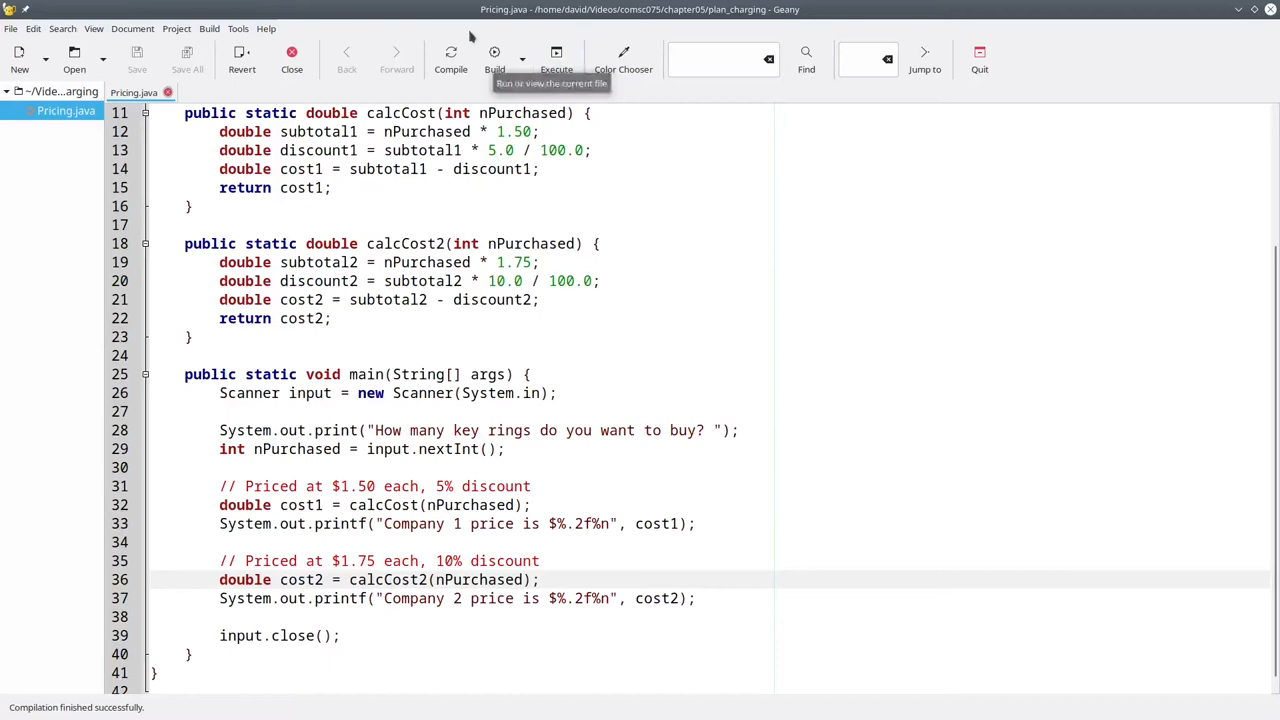 Pricing.java - /home/david/Videos/comsc075/chapter05/plan_charging - Geany
File Edit Search View Document Project Build Tools Help
New Open Save Save All Revert Close Back Forward Compile Build Execute Color Chooser Find Jump to Quit
Run or view the current file
~/Vide...arging
Pricing.java
Pricing.java
11 public static double calcCost(int nPurchased) {
12 double subtotal1 = nPurchased * 1.50;
13 double discount1 = subtotal1 * 5.0 / 100.0;
14 double cost1 = subtotal1 - discount1;
15 return cost1;
16 }
17
18 public static double calcCost2(int nPurchased) {
19 double subtotal2 = nPurchased * 1.75;
20 double discount2 = subtotal2 * 10.0 / 100.0;
21 double cost2 = subtotal2 - discount2;
22 return cost2;
23 }
24
25 public static void main(String[] args) {
26 Scanner input = new Scanner(System.in);
27
28 System.out.print("How many key rings do you want to buy? ");
29 int nPurchased = input.nextInt();
30
31 // Priced at $1.50 each, 5% discount
32 double cost1 = calcCost(nPurchased);
33 System.out.printf("Company 1 price is $%.2f%n", cost1);
34
35 // Priced at $1.75 each, 10% discount
36 double cost2 = calcCost2(nPurchased);
37 System.out.printf("Company 2 price is $%.2f%n", cost2);
38
39 input.close();
40 }
41 }
42
Compilation finished successfully.